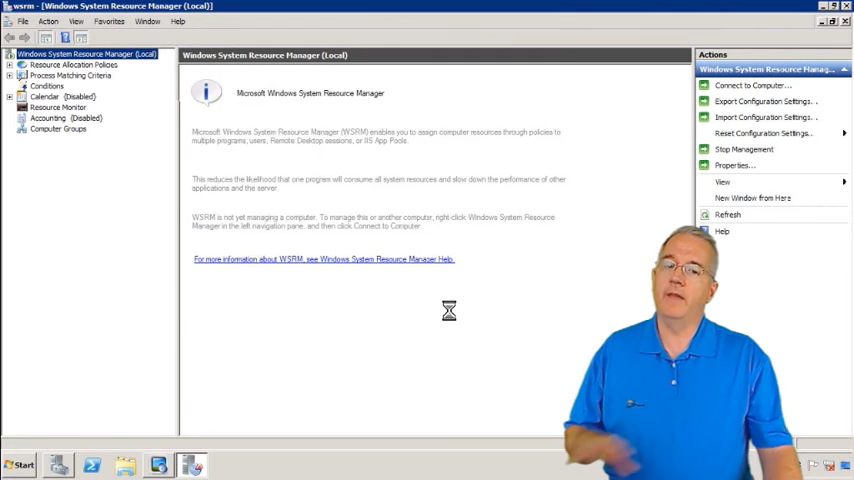 wsrm - [Windows System Resource Manager (Local)]
File Action View Favorites Window Help
Windows System Resource Manager (Local)
Resource Allocation Policies
Process Matching Criteria
Conditions
Calendar {Disabled}
Resource Monitor
Accounting {Disabled}
Computer Groups
Windows System Resource Manager (Local)
Microsoft Windows System Resource Manager
Microsoft Windows System Resource Manager (WSRM) enables you to assign computer resources through policies to
multiple programs, users, Remote Desktop sessions, or IIS App Pools.
This reduces the likelihood that one program will consume all system resources and slow down the performance of other
applications and the server.
WSRM is not yet managing a computer. To manage this or another computer, right-click Windows System Resource
Manager in the left navigation pane, and then click Connect to Computer.
For more information about WSRM, see Windows System Resource Manager Help.
Actions
Windows System Resource Manag...
Connect to Computer...
Export Configuration Settings...
Import Configuration Settings...
Reset Configuration Settings...
Stop Management
Properties...
View
New Window from Here
Refresh
Help
Start